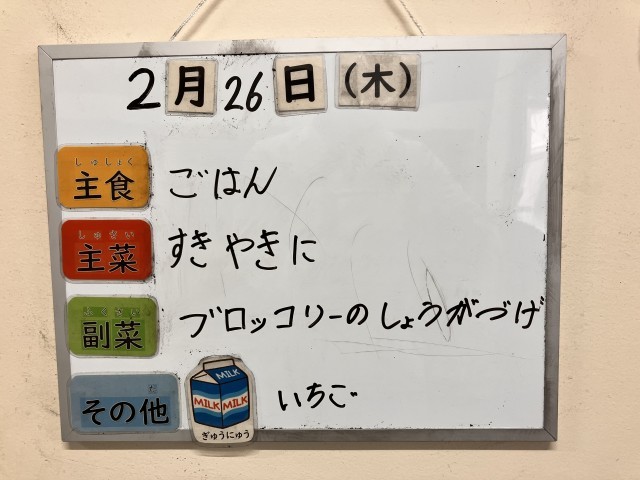 2月26日(木)
しゅしょく
主食 ごはん
しゅさい
主菜 すきやきに
ふくさい
副菜 ブロッコリーのしょうがづけ
た
その他 MILK MILK MILK ぎゅうにゅう いちご